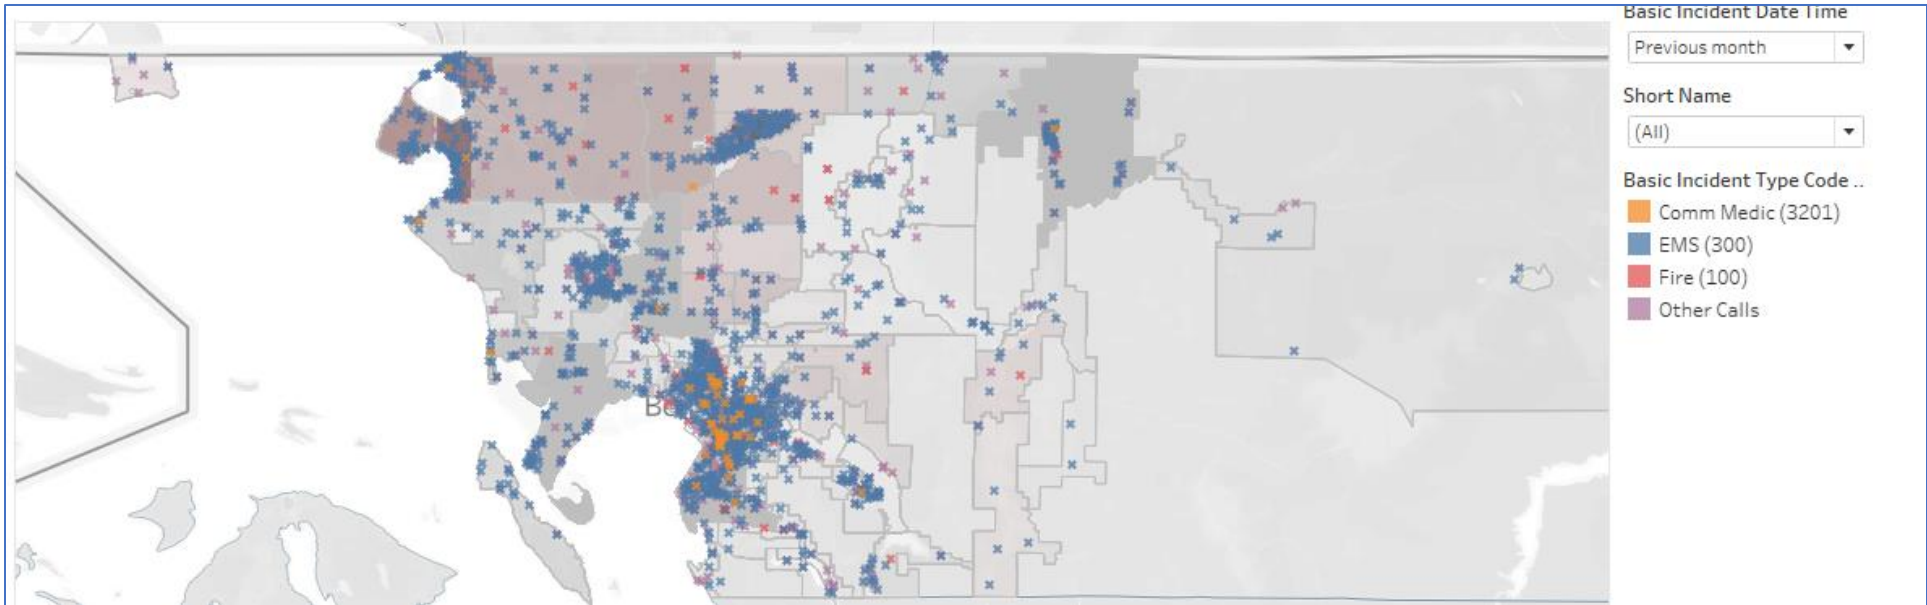 Basic Incident Date Time
Previous month
Short Name
(All)
Basic Incident Type Code ..
Comm Medic (3201)
EMS (300)
Fire (100)
Other Calls